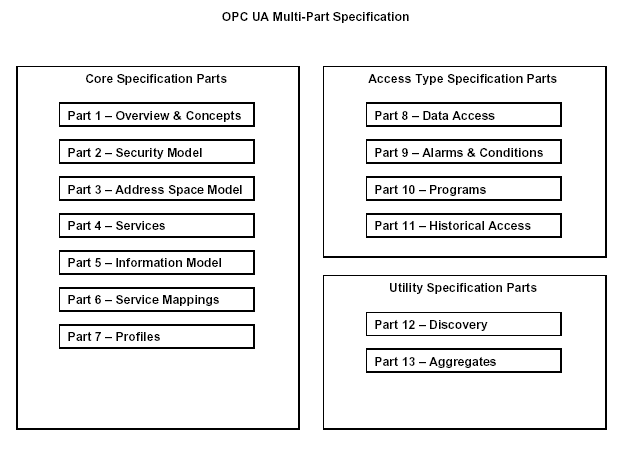 OPC UA Multi-Part Specification
Core Specification Parts
Part 1 – Overview & Concepts
Part 2 – Security Model
Part 3 – Address Space Model
Part 4 – Services
Part 5 – Information Model
Part 6 – Service Mappings
Part 7 – Profiles
Access Type Specification Parts
Part 8 – Data Access
Part 9 – Alarms & Conditions
Part 10 – Programs
Part 11 – Historical Access
Utility Specification Parts
Part 12 – Discovery
Part 13 – Aggregates